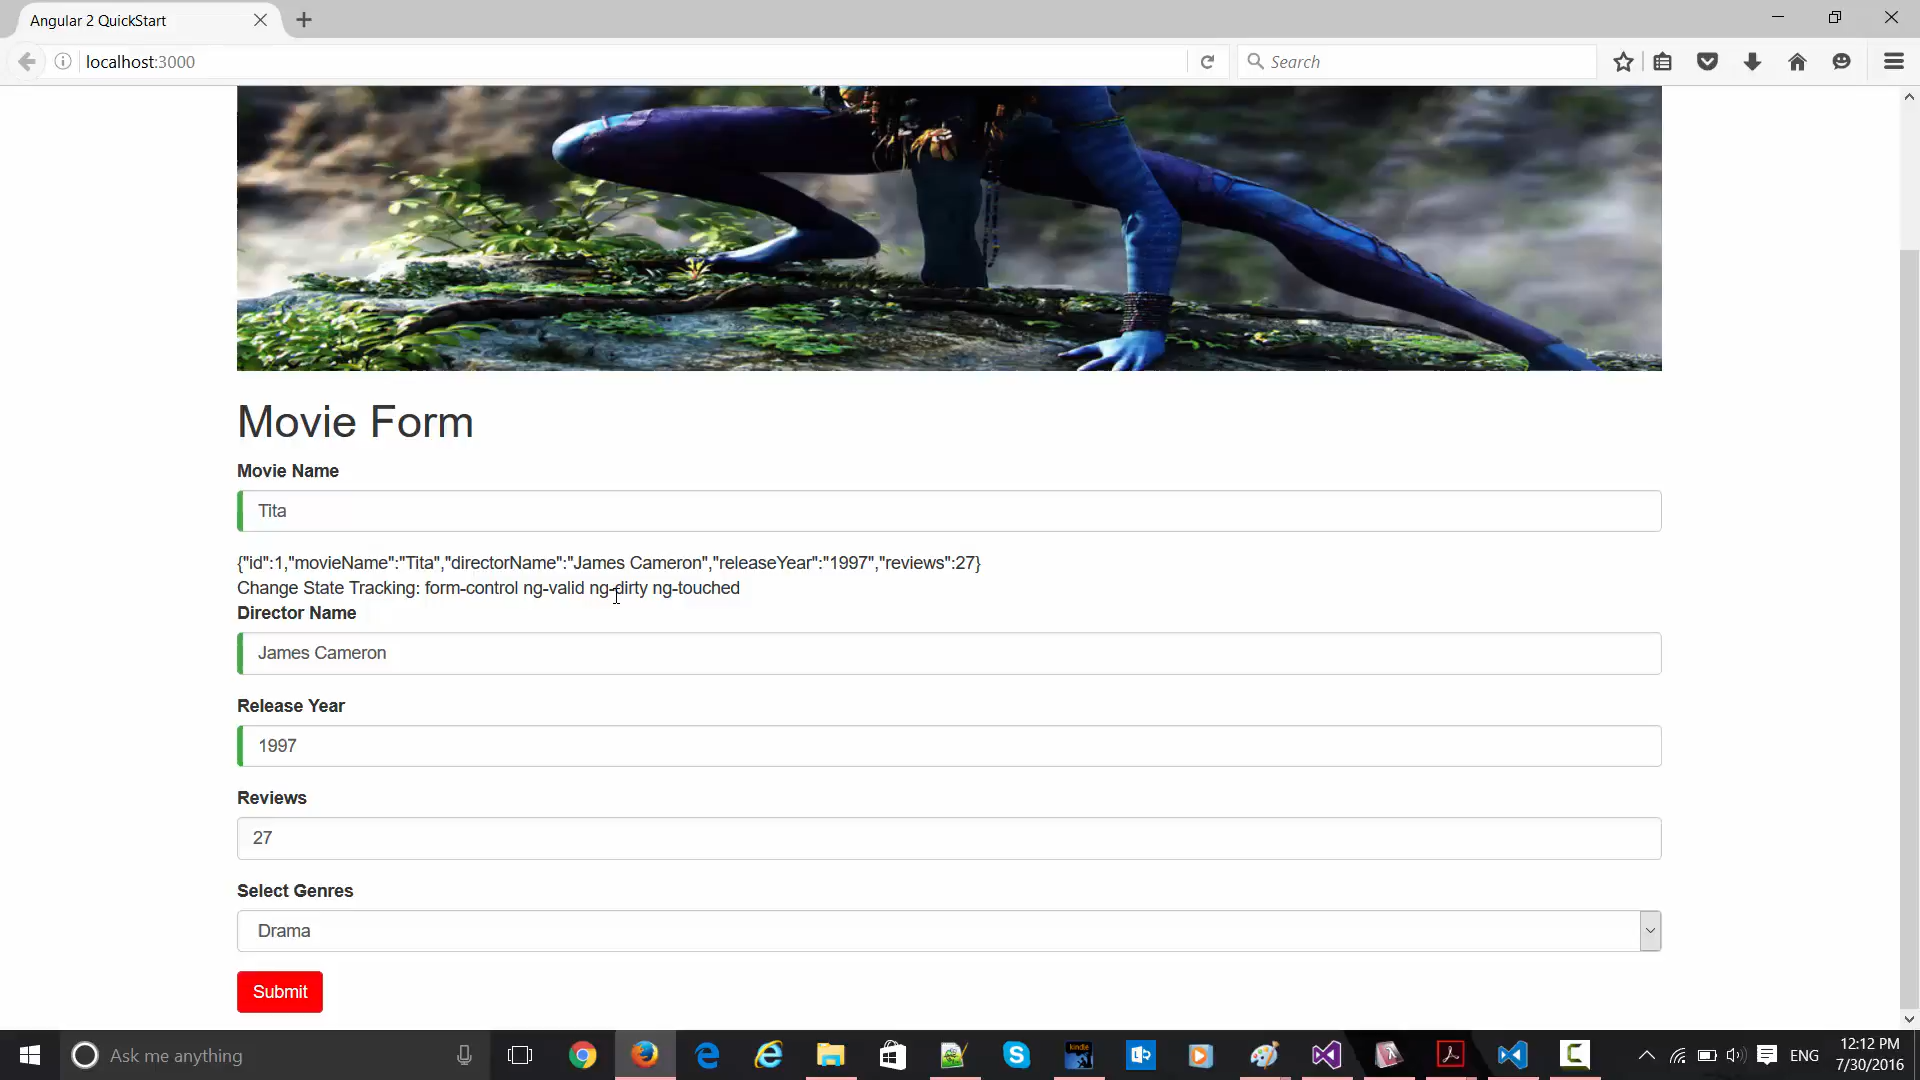 Angular 2 QuickStart
localhost:3000
Search
Movie Form
Movie Name
Tita
{"id":1,"movieName":"Tita","directorName":"James Cameron","releaseYear":"1997","reviews":27}
Change State Tracking: form-control ng-valid ng-dirty ng-touched
Director Name
James Cameron
Release Year
1997
Reviews
27
Select Genres
Drama
Submit
Ask me anything
kindle
ENG
12:12 PM
7/30/2016